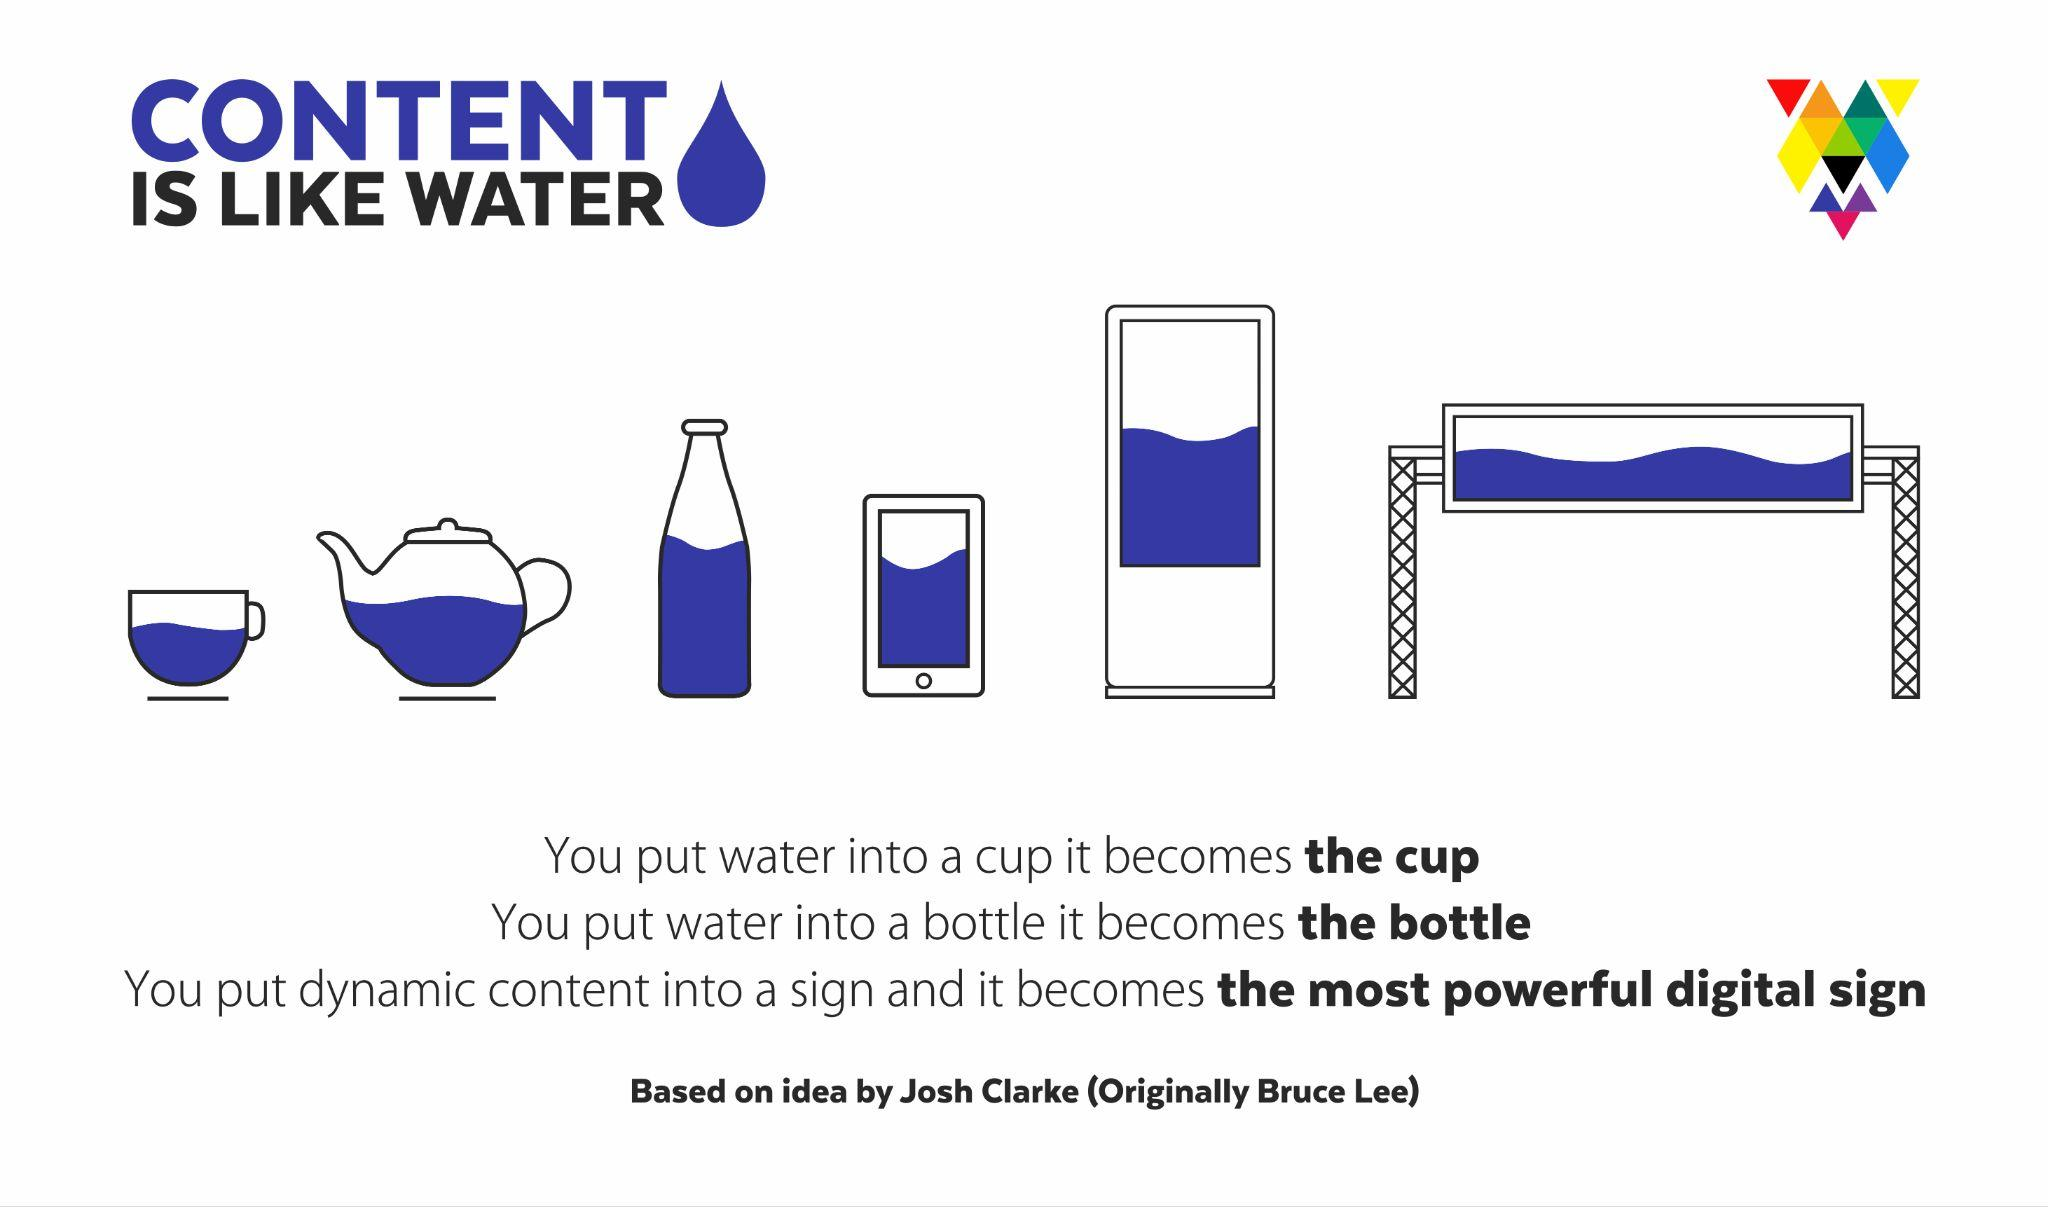 CONTENT
IS LIKE WATER
You put water into a cup it becomes the cup
You put water into a bottle it becomes the bottle
You put dynamic content into a sign and it becomes the most powerful digital sign
Based on idea by Josh Clarke (Originally Bruce Lee)